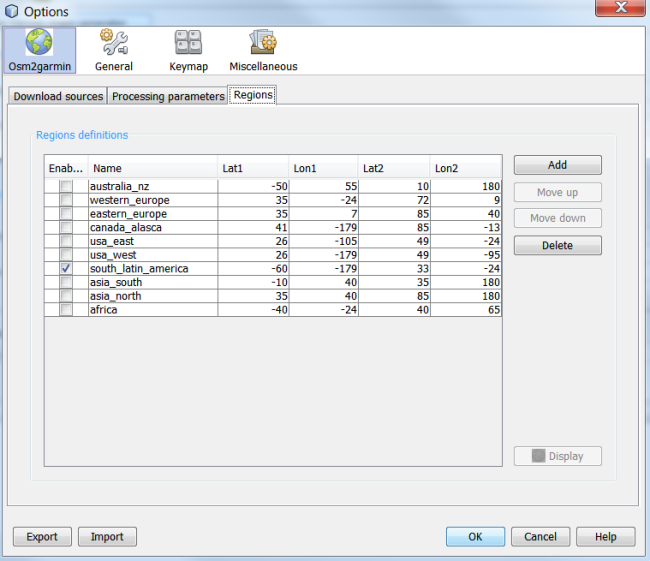 Options
Osm2garmin General Keymap Miscellaneous
Download sources Processing parameters Regions
Regions definitions
Enab... Name Lat1 Lon1 Lat2 Lon2
australia_nz -50 55 10 180
western_europe 35 -24 72 9
eastern_europe 35 7 85 40
canada_alasca 41 -179 85 -13
usa_east 26 -105 49 -24
usa_west 26 -179 49 -95
south_latin_america -60 -179 33 -24
asia_south -10 40 35 180
asia_north 35 40 85 180
africa -40 -24 40 65
Add
Move up
Move down
Delete
Display
Export Import OK Cancel Help